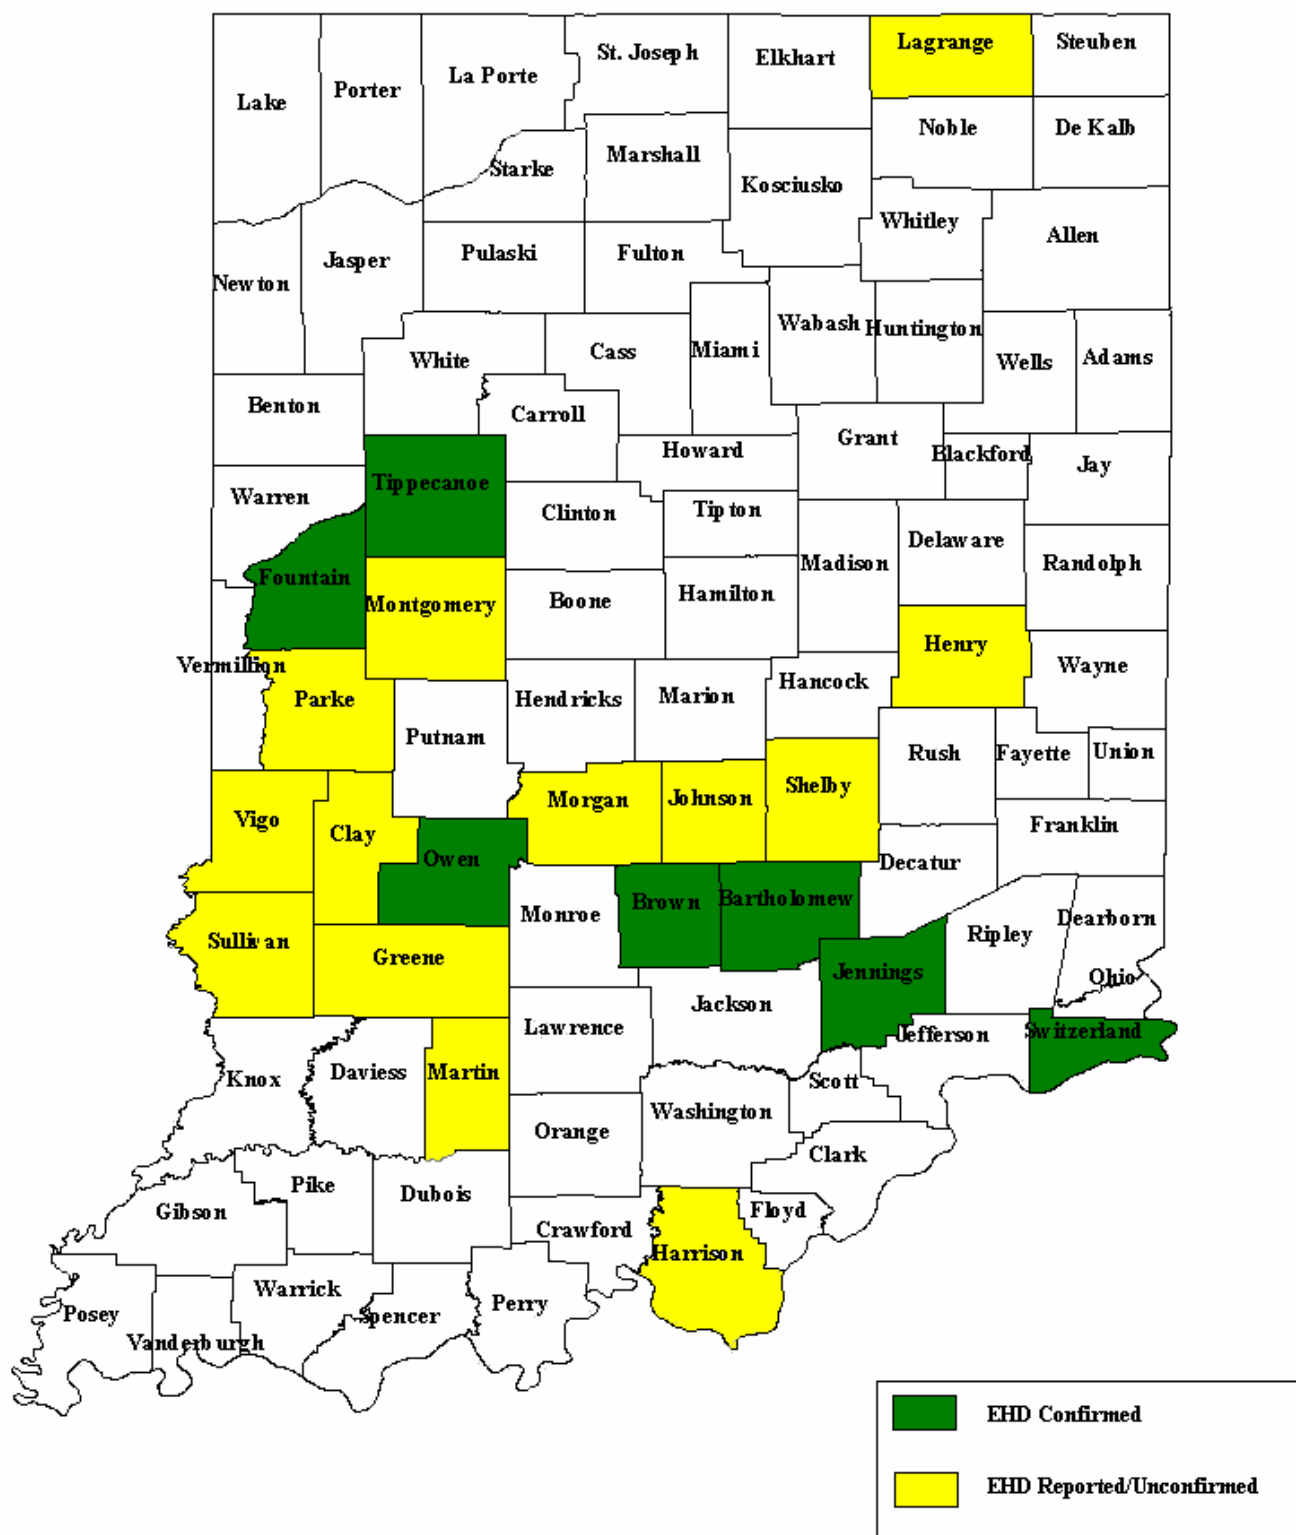 Lake
Porter
La Porte
St. Joseph
Elkhart
Lagrange
Steuben
Starke
Marshall
Kosciusko
Noble
De Kalb
Newton
Jasper
Pulaski
Fulton
Whitley
Allen
White
Cass
Miami
Wabash
Huntington
Wells
Adams
Benton
Carroll
Howard
Grant
Blackford
Jay
Warren
Tippecanoe
Clinton
Tipton
Madison
Delaware
Randolph
Fountain
Montgomery
Boone
Hamilton
Henry
Wayne
Vermillion
Parke
Putnam
Hendricks
Marion
Hancock
Rush
Fayette
Union
Vigo
Clay
Owen
Morgan
Johnson
Shelby
Decatur
Franklin
Sullivan
Greene
Monroe
Brown
Bartholomew
Jennings
Ripley
Dearborn
Ohio
Knox
Daviess
Martin
Lawrence
Jackson
Jefferson
Switzerland
Scott
Orange
Washington
Clark
Gibson
Pike
Dubois
Crawford
Harrison
Floyd
Posey
Vanderburgh
Warrick
Spencer
Perry
EHD Confirmed
EHD Reported/Unconfirmed